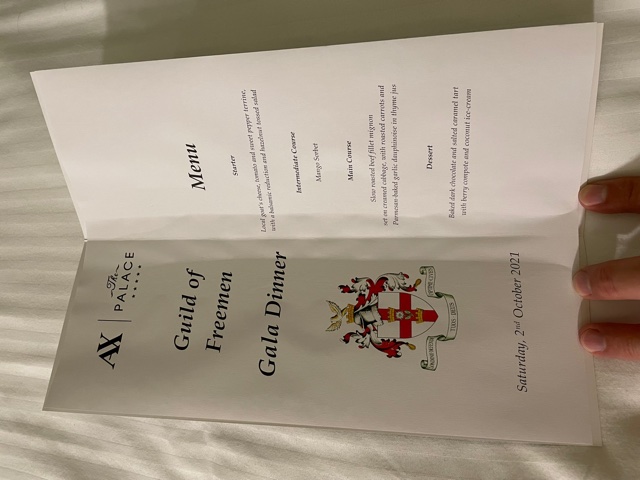 AX
The
PALACE
Guild of
Freemen
Gala Dinner
Saturday, 2nd October 2021
Menu
Starter
Local goat's cheese, tomato and sweet pepper terrine,
with a balsamic reduction and hazelnut tossed salad
Intermediate Course
Mango Sorbet
Main Course
Slow roasted beef fillet mignon
set on creamed cabbage, with roasted carrots and
Parmesan-baked garlic dauphinoise in thyme jus
Dessert
Baked dark chocolate and salted caramel tart
with berry compote and coconut ice-cream